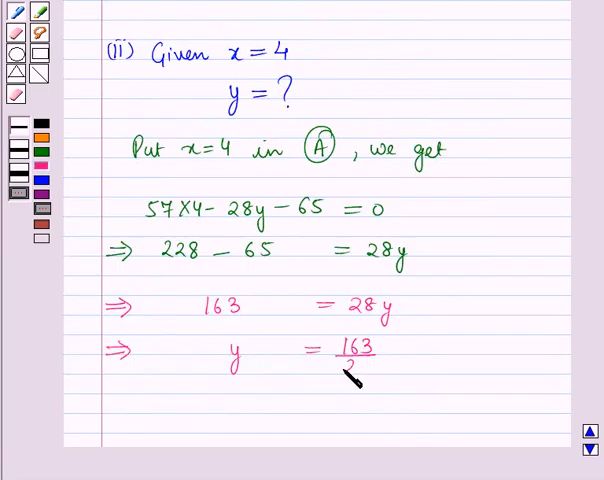 (ii) Given x = 4
y = ?
Put x=4 in Ⓐ, we get
57×4 - 28y - 65 = 0
⇒ 228 - 65 = 28y
⇒ 163 = 28y
⇒ y = 163/2